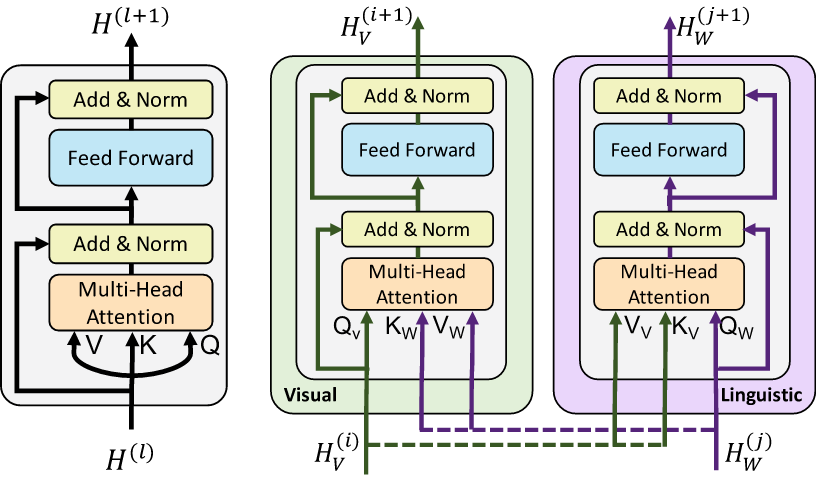 H^(l+1)
Add & Norm
Feed Forward
Add & Norm
Multi-Head
Attention
V K Q
H^(l)
H_V^(i+1)
Add & Norm
Feed Forward
Add & Norm
Multi-Head
Attention
Q_v K_W V_W
Visual
H_V^(i)
H_W^(j+1)
Add & Norm
Feed Forward
Add & Norm
Multi-Head
Attention
V_V K_V Q_W
Linguistic
H_W^(j)